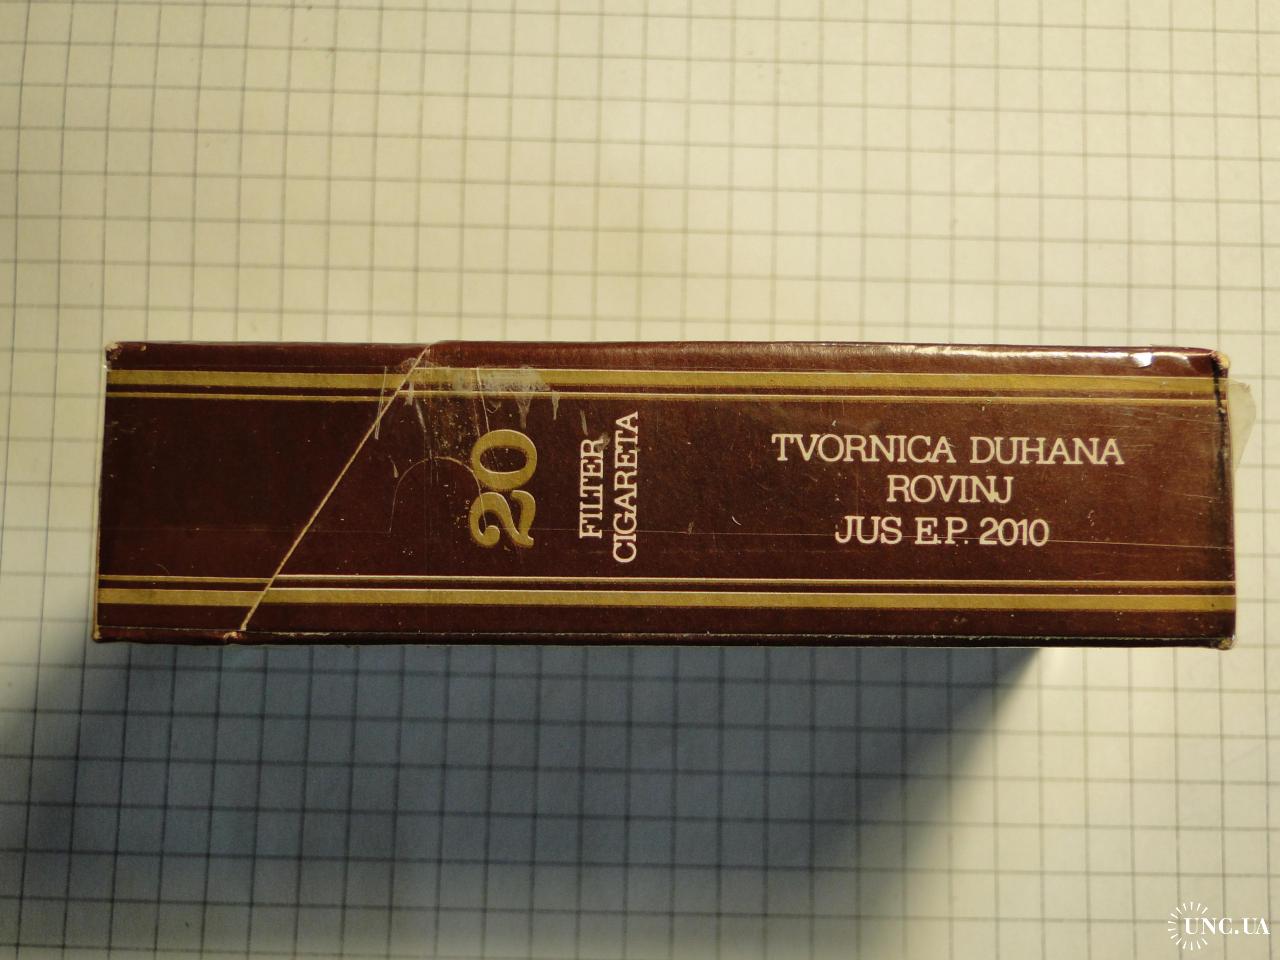 20
FILTER
CIGARETA
TVORNICA DUHANA
ROVINJ
JUS E.P. 2010
UNC.UA